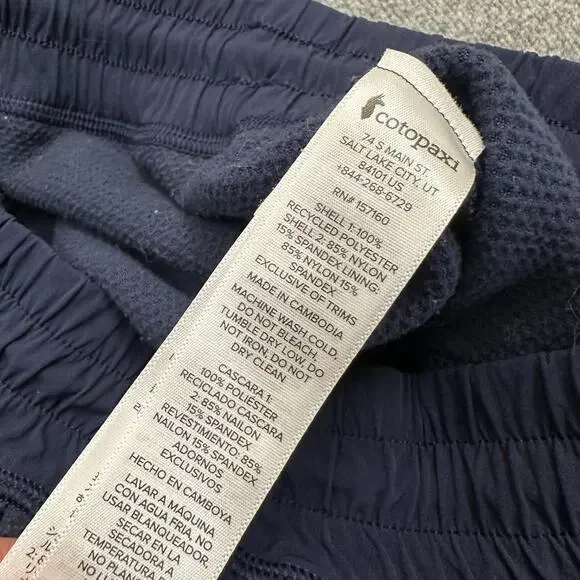 cotopaxi
74 S MAIN ST.
SALT LAKE CITY, UT
84101 US
+844-268-6729
RN# 157160
SHELL 1: 100%
RECYCLED POLYESTER
SHELL 2: 85% NYLON
15% SPANDEX LINING:
85% NYLON 15%
SPANDEX
EXCLUSIVE OF TRIMS
MADE IN CAMBODIA
MACHINE WASH COLD,
DO NOT BLEACH,
TUMBLE DRY LOW, DO
NOT IRON, DO NOT
DRY CLEAN
CASCARA 1:
100% POLIÉSTER
RECICLADO CASCARA
2: 85% NAILON
15% SPANDEX
REVESTIMIENTO: 85%
NAILON 15% SPANDEX
ADORNOS
EXCLUSIVOS
HECHO EN CAMBOYA
LAVAR A MAQUINA
CON AGUA FRIA, NO
USAR BLANQUEADOR,
SECAR EN LA
SECADORA A
TEMPERATURA
NO PLAN